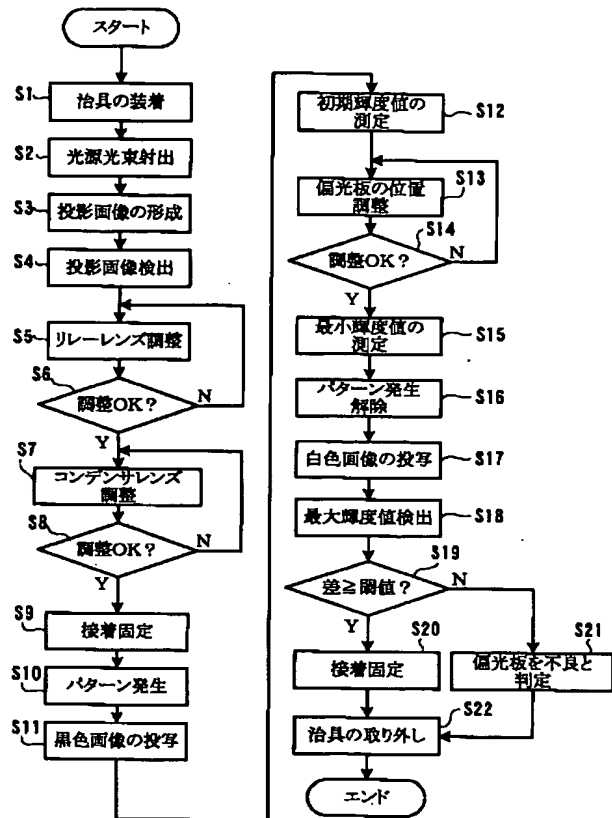 スタート
S1
治具の装着
S2
光源光束射出
S3
投影画像の形成
S4
投影画像検出
S5
リレーレンズ調整
S6
調整OK?
N
Y
S7
コンデンサレンズ
調整
S8
調整OK?
N
Y
S9
接着固定
S10
パターン発生
S11
黒色画像の投写
初期輝度値の
測定
S12
偏光板の位置
調整
S13
S14
調整OK?
N
Y
最小輝度値の
測定
S15
パターン発生
解除
S16
白色画像の投写
S17
最大輝度値検出
S18
S19
差≧閾値?
N
Y
S20
接着固定
S21
偏光板を不良と
判定
S22
治具の取り外し
エンド